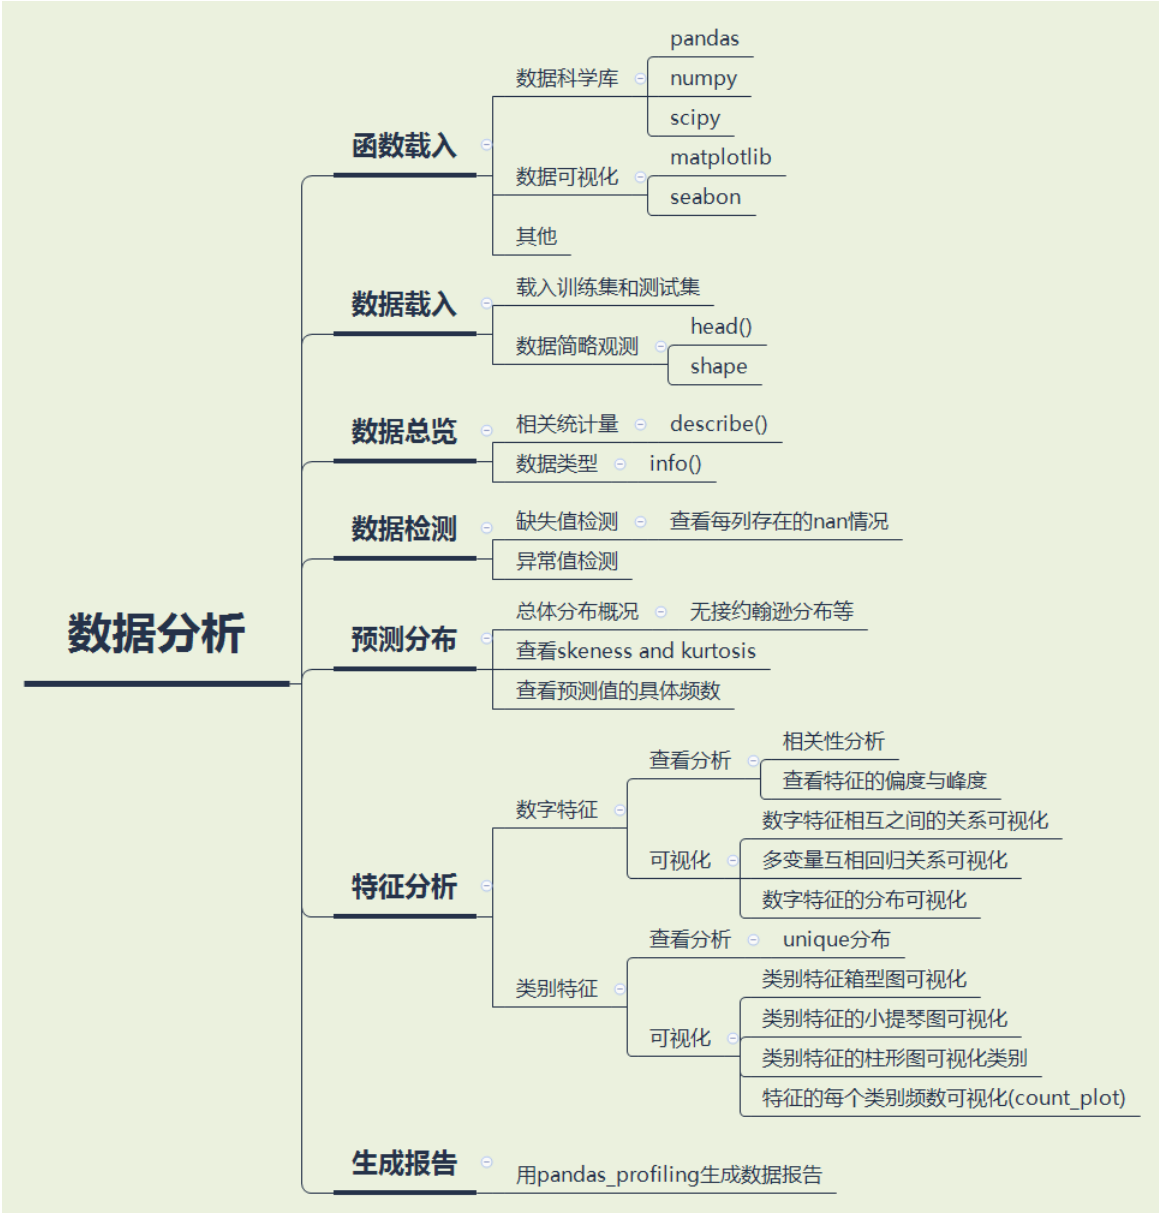 数据分析
函数载入
数据科学库
pandas
numpy
scipy
数据可视化
matplotlib
seabon
其他
数据载入
载入训练集和测试集
数据简略观测
head()
shape
数据总览
相关统计量
describe()
数据类型
info()
数据检测
缺失值检测
查看每列存在的nan情况
异常值检测
预测分布
总体分布概况
无接约翰逊分布等
查看skeness and kurtosis
查看预测值的具体频数
特征分析
数字特征
查看分析
相关性分析
查看特征的偏度与峰度
可视化
数字特征相互之间的关系可视化
多变量互相回归关系可视化
数字特征的分布可视化
类别特征
查看分析
unique分布
可视化
类别特征箱型图可视化
类别特征的小提琴图可视化
类别特征的柱形图可视化类别
特征的每个类别频数可视化(count_plot)
生成报告
用pandas_profiling生成数据报告